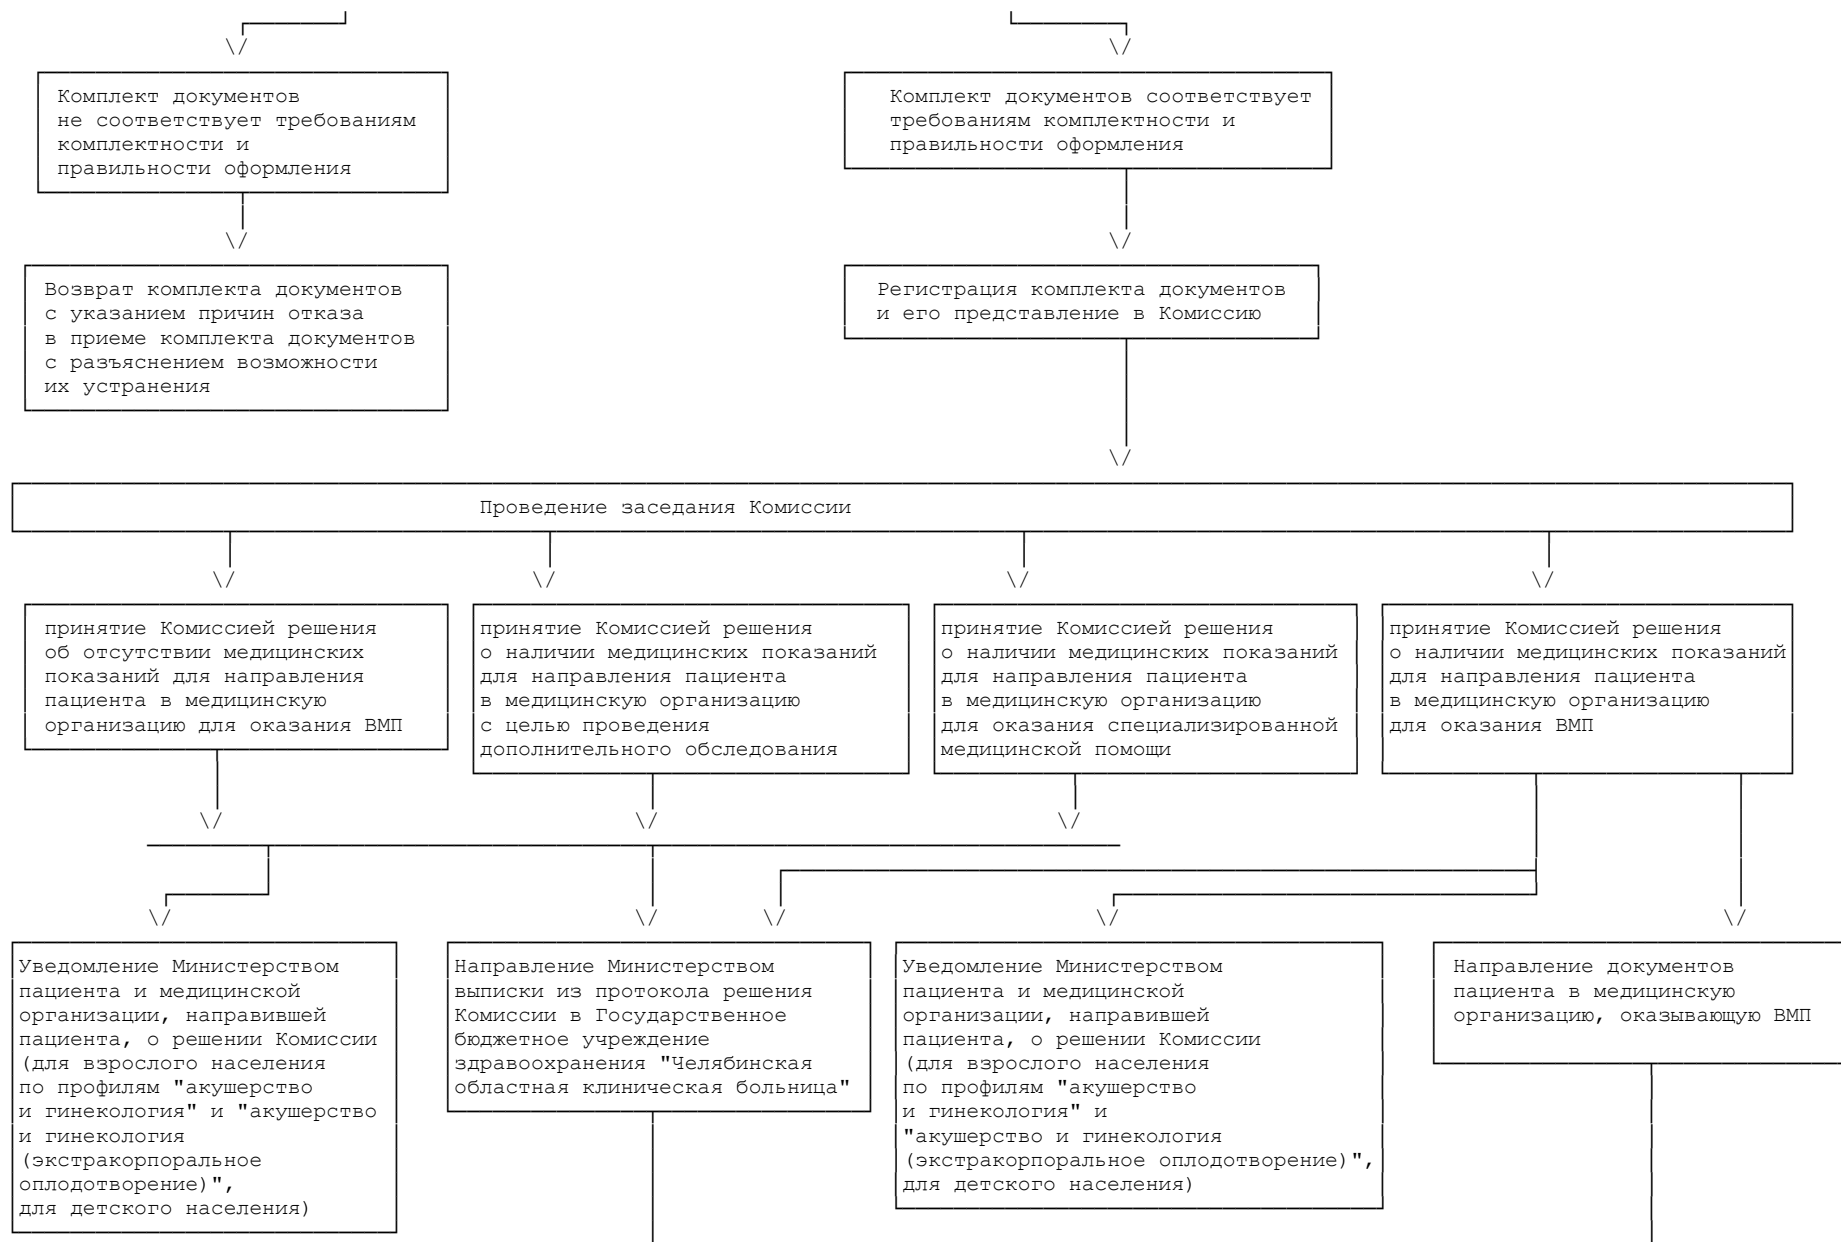 Комплект документов
не соответствует требованиям
комплектности и
правильности оформления
Комплект документов соответствует
требованиям комплектности и
правильности оформления
Возврат комплекта документов
с указанием причин отказа
в приеме комплекта документов
с разъяснением возможности
их устранения
Регистрация комплекта документов
и его представление в Комиссию
Проведение заседания Комиссии
принятие Комиссией решения
об отсутствии медицинских
показаний для направления
пациента в медицинскую
организацию для оказания ВМП
принятие Комиссией решения
о наличии медицинских показаний
для направления пациента
в медицинскую организацию
с целью проведения
дополнительного обследования
принятие Комиссией решения
о наличии медицинских показаний
для направления пациента
в медицинскую организацию
для оказания специализированной
медицинской помощи
принятие Комиссией решения
о наличии медицинских показаний
для направления пациента
в медицинскую организацию
для оказания ВМП
Уведомление Министерством
пациента и медицинской
организации, направившей
пациента, о решении Комиссии
(для взрослого населения
по профилям "акушерство
и гинекология" и "акушерство
и гинекология
(экстракорпоральное
оплодотворение)",
для детского населения)
Направление Министерством
выписки из протокола решения
Комиссии в Государственное
бюджетное учреждение
здравоохранения "Челябинская
областная клиническая больница"
Уведомление Министерством
пациента и медицинской
организации, направившей
пациента, о решении Комиссии
(для взрослого населения
по профилям "акушерство
и гинекология" и
"акушерство и гинекология
(экстракорпоральное оплодотворение)",
для детского населения)
Направление документов
пациента в медицинскую
организацию, оказывающую ВМП